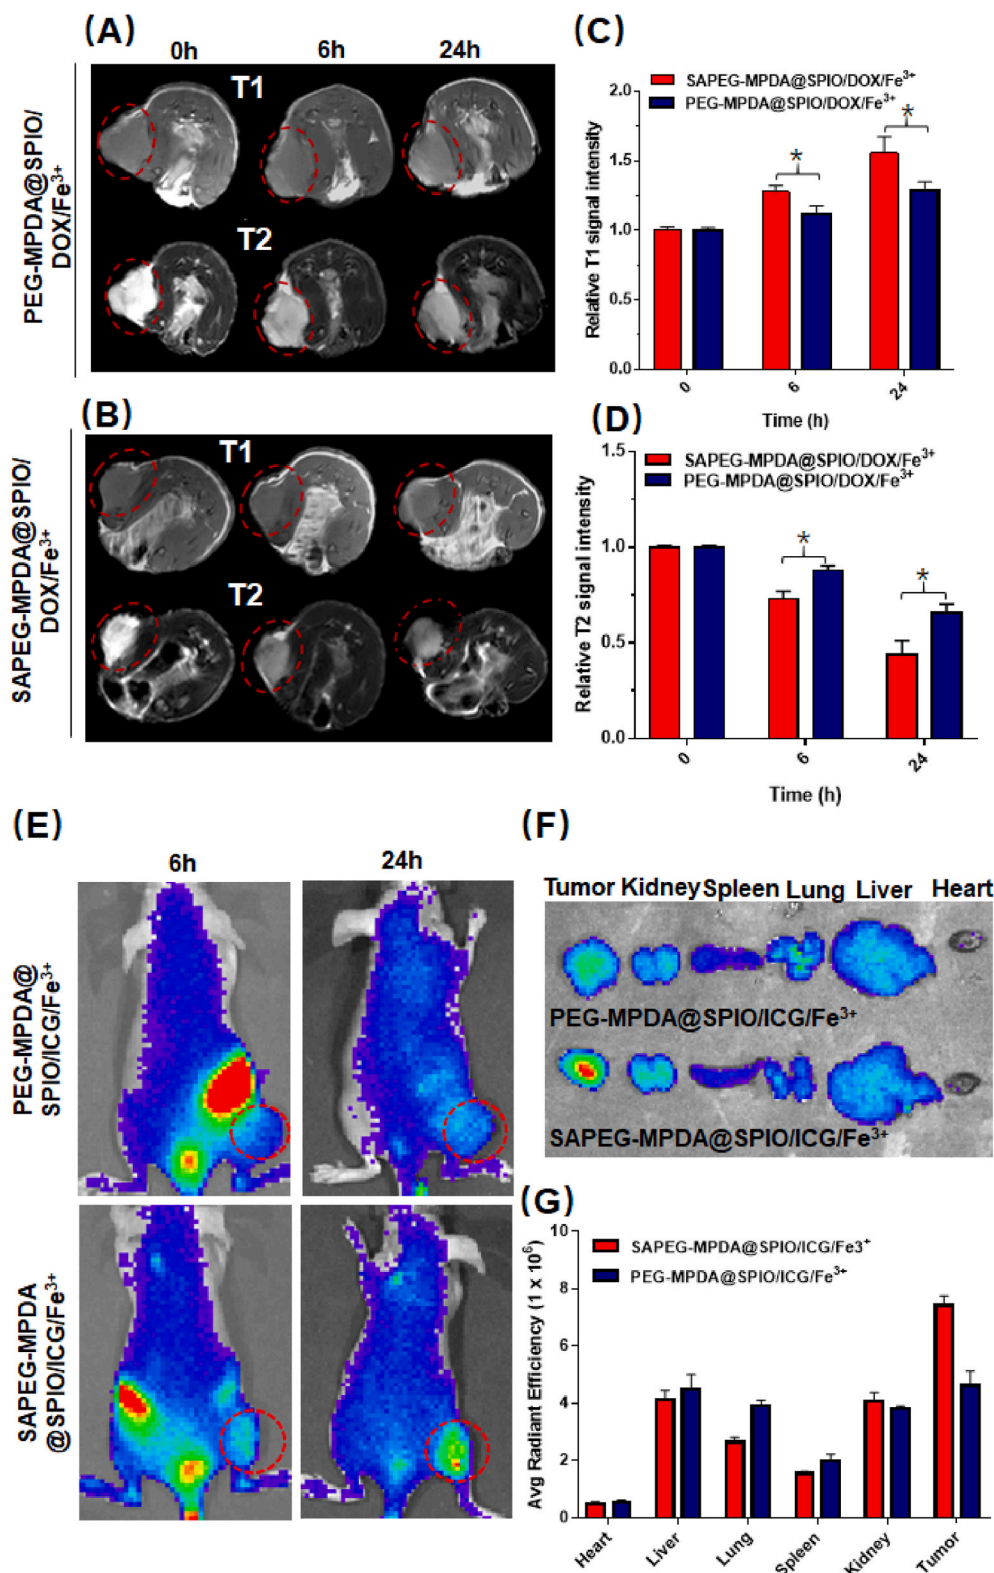 (A)
0h
6h
24h
T1
T2
PEG-MPDA@SPIO/
DOX/Fe3+
(B)
T1
T2
SAPEG-MPDA@SPIO/
DOX/Fe3+
(C)
SAPEG-MPDA@SPIO/DOX/Fe3+
PEG-MPDA@SPIO/DOX/Fe3+
Relative T1 signal intensity
2.0
1.5
1.0
0.5
0.0
*
*
0
6
24
Time (h)
(D)
SAPEG-MPDA@SPIO/DOX/Fe3+
PEG-MPDA@SPIO/DOX/Fe3+
Relative T2 signal intensity
1.5
1.0
0.5
0.0
*
*
0
6
24
Time (h)
(E)
6h
24h
PEG-MPDA@
SPIO/ICG/Fe3+
SAPEG-MPDA
@SPIO/ICG/Fe3+
(F)
Tumor Kidney Spleen Lung Liver Heart
PEG-MPDA@SPIO/ICG/Fe3+
SAPEG-MPDA@SPIO/ICG/Fe3+
(G)
SAPEG-MPDA@SPIO/ICG/Fe3+
PEG-MPDA@SPIO/ICG/Fe3+
Avg Radiant Efficiency (1 x 10^6)
8
6
4
2
0
Heart
Liver
Lung
Spleen
Kidney
Tumor